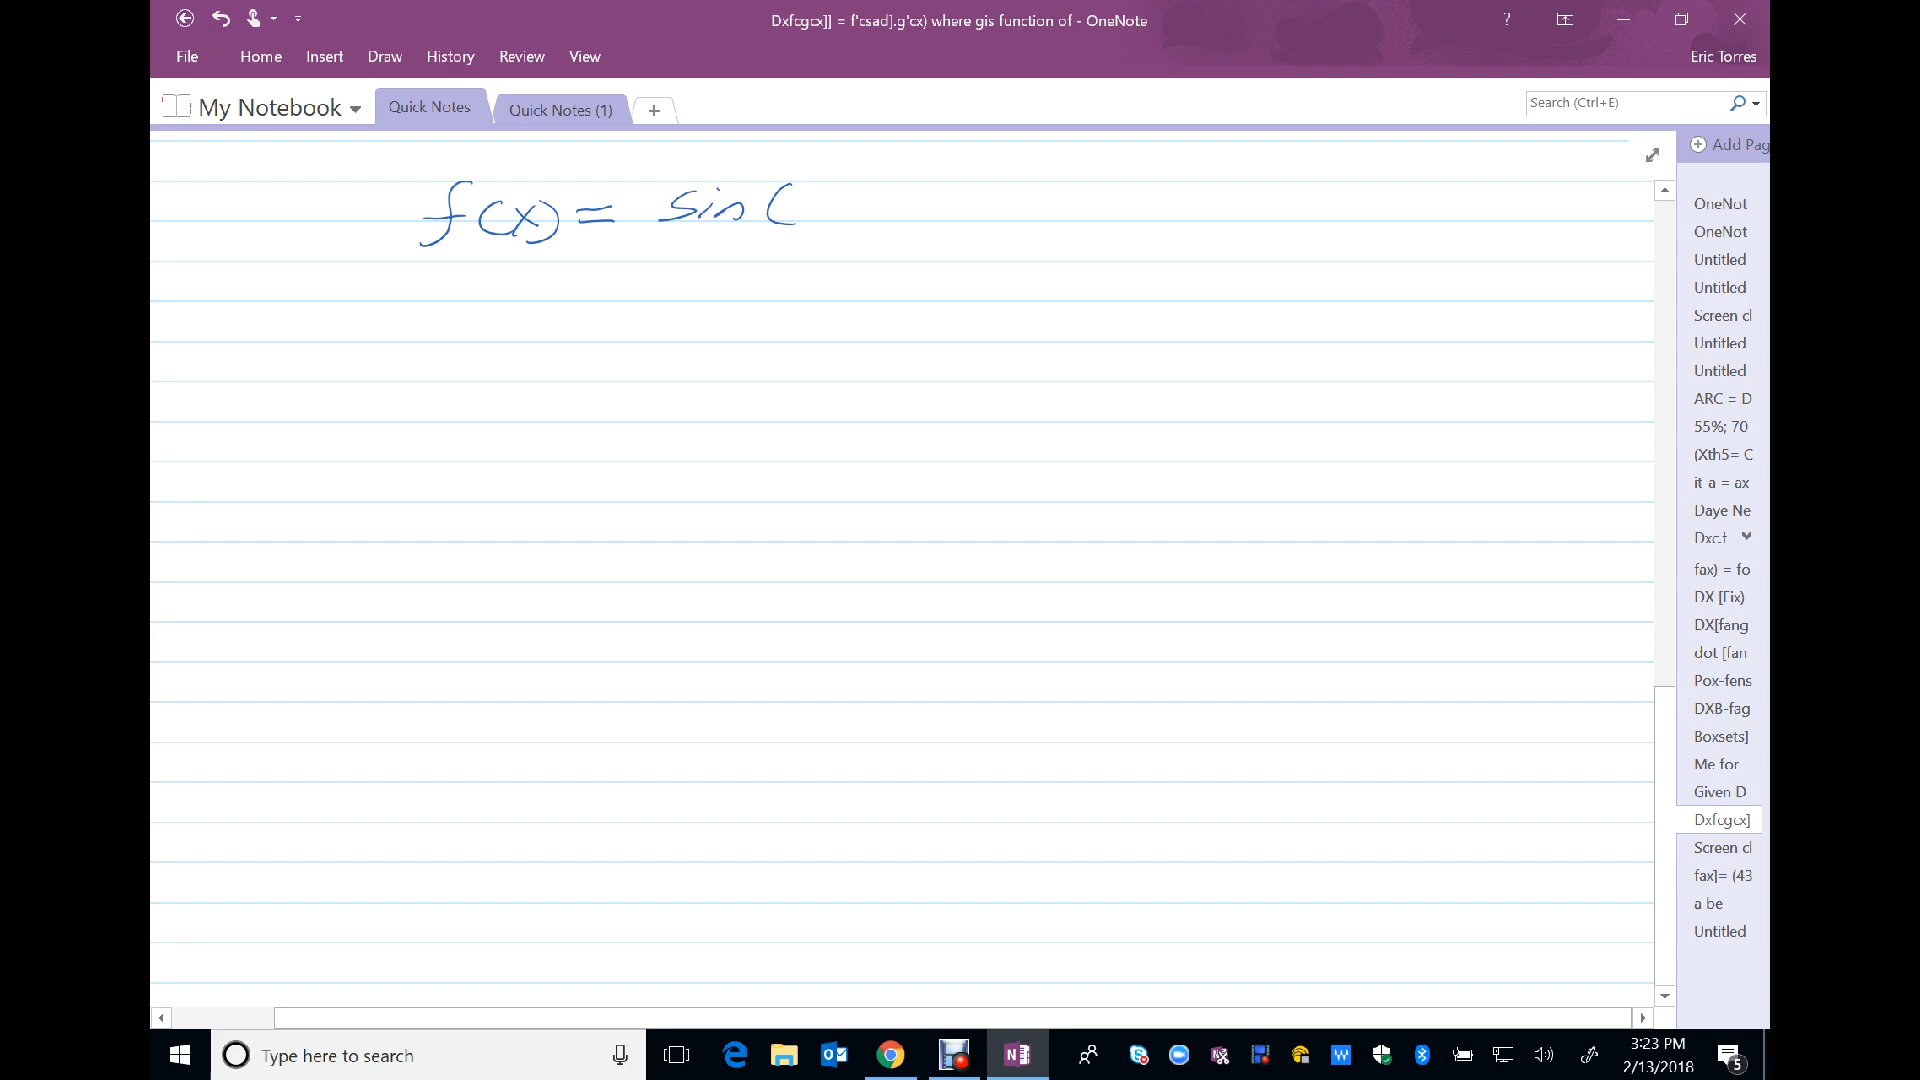 Dxfcgcx]] = f'csad].g'cx) where gis function of - OneNote
?
File Home Insert Draw History Review View
Eric Torres
My Notebook
Quick Notes
Quick Notes (1)
+
Search (Ctrl+E)
Add Pag
f(x) = sin (
OneNot
OneNot
Untitled
Untitled
Screen cl
Untitled
Untitled
ARC = D
55%; 70
(Xth5= C
it a = ax
Daye Ne
Dxc.f
fax) = fo
DX [Fix)
DX[fang
dot [fan
Pox-fens
DXB-fag
Boxsets]
Me for
Given D
Dxfcgcx]
Screen cl
fax]= (43
a be
Untitled
Type here to search
3:23 PM
2/13/2018
5